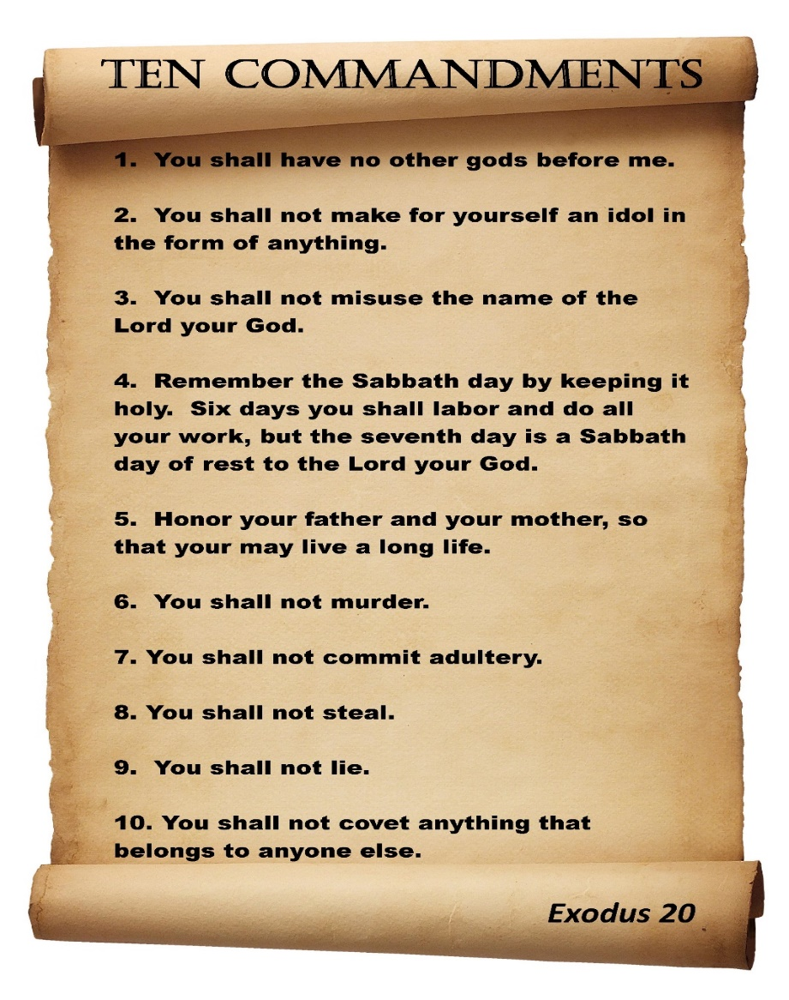 TEN COMMANDMENTS
1. You shall have no other gods before me.
2. You shall not make for yourself an idol in
the form of anything.
3. You shall not misuse the name of the
Lord your God.
4. Remember the Sabbath day by keeping it
holy. Six days you shall labor and do all
your work, but the seventh day is a Sabbath
day of rest to the Lord your God.
5. Honor your father and your mother, so
that your may live a long life.
6. You shall not murder.
7. You shall not commit adultery.
8. You shall not steal.
9. You shall not lie.
10. You shall not covet anything that
belongs to anyone else.
Exodus 20